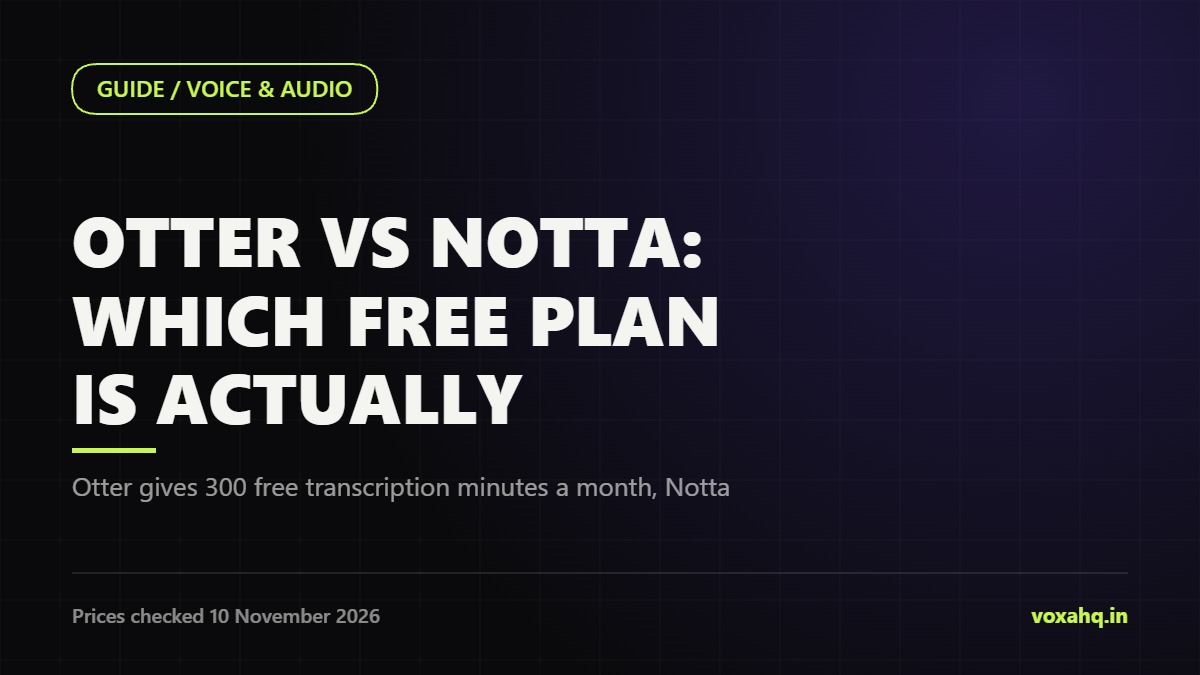 GUIDE / VOICE & AUDIO
OTTER VS NOTTA:
WHICH FREE PLAN
IS ACTUALLY
Otter gives 300 free transcription minutes a month, Notta
Prices checked 10 November 2026
voxahq.in